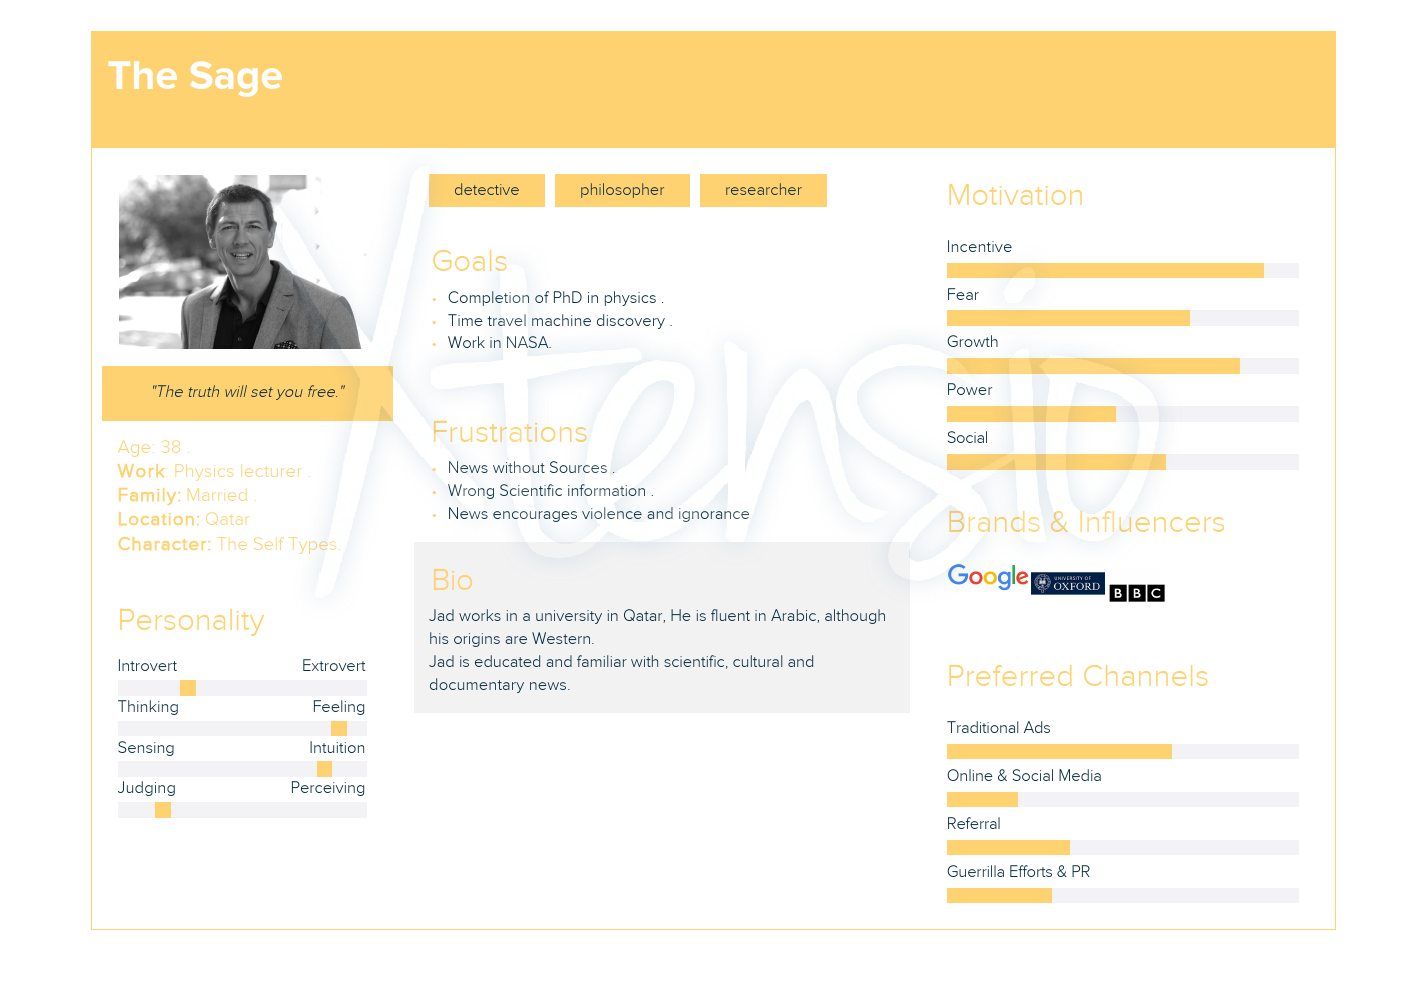 The Sage
"The truth will set you free."
Age: 38 .
Work: Physics lecturer .
Family: Married .
Location: Qatar
Character: The Self Types.
Personality
Introvert Extrovert
Thinking Feeling
Sensing Intuition
Judging Perceiving
detective philosopher researcher
Goals
Completion of PhD in physics .
Time travel machine discovery .
Work in NASA.
Frustrations
News without Sources .
Wrong Scientific information .
News encourages violence and ignorance
Bio
Jad works in a university in Qatar, He is fluent in Arabic, although
his origins are Western.
Jad is educated and familiar with scientific, cultural and
documentary news.
Motivation
Incentive
Fear
Growth
Power
Social
Brands & Influencers
Google UNIVERSITY OF OXFORD BBC
Preferred Channels
Traditional Ads
Online & Social Media
Referral
Guerrilla Efforts & PR
Xtensio